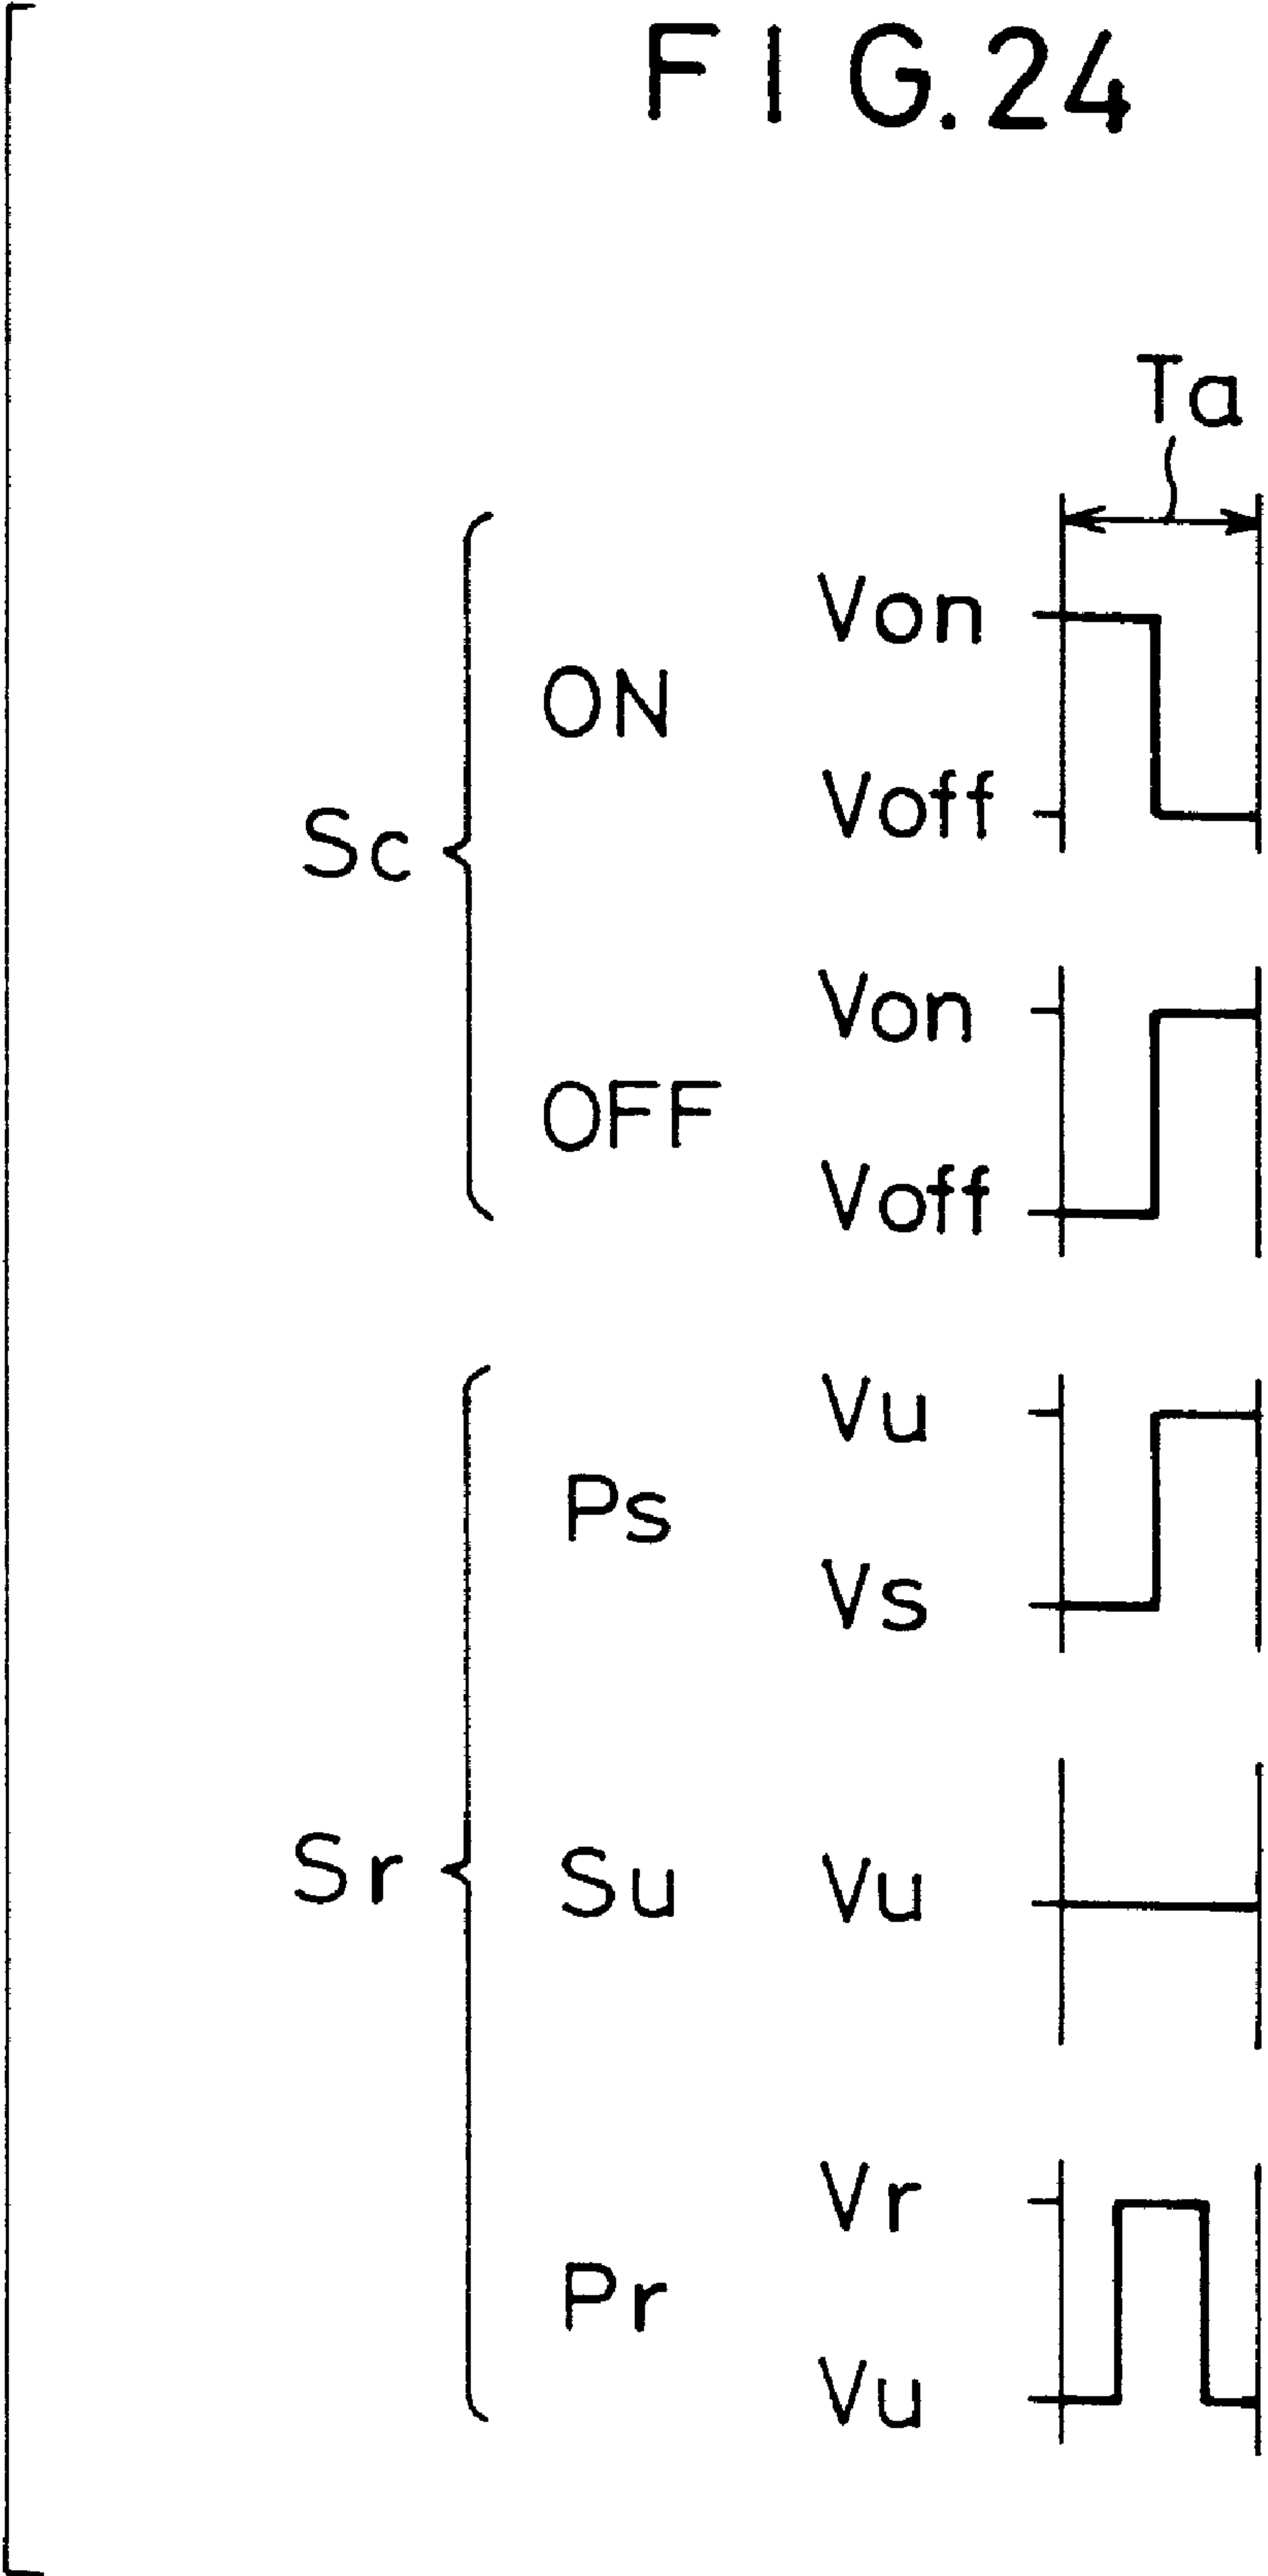 FIG.24
Ta
Von
ON
Voff
Sc
Von
OFF
Voff
Vu
Ps
Vs
Sr
Su Vu
Vr
Pr
Vu